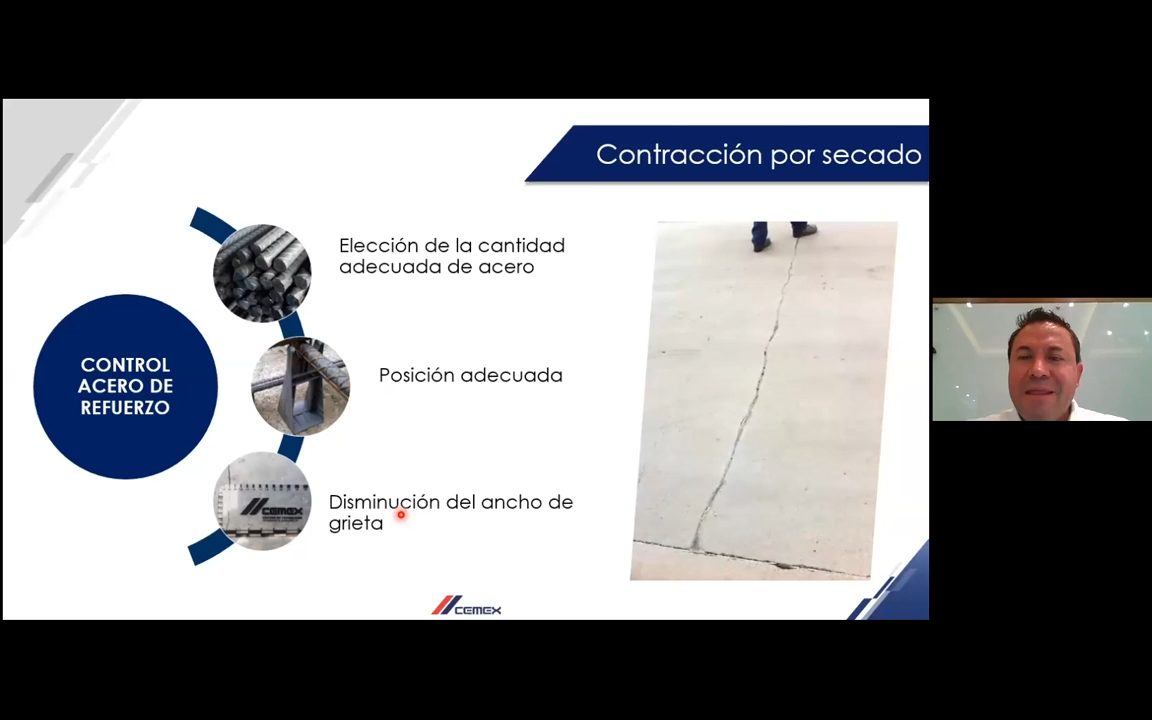 Contracción por secado
Elección de la cantidad
adecuada de acero
CONTROL
ACERO DE
REFUERZO
Posición adecuada
Disminución del ancho de
grieta
CEMEX
CEMEX